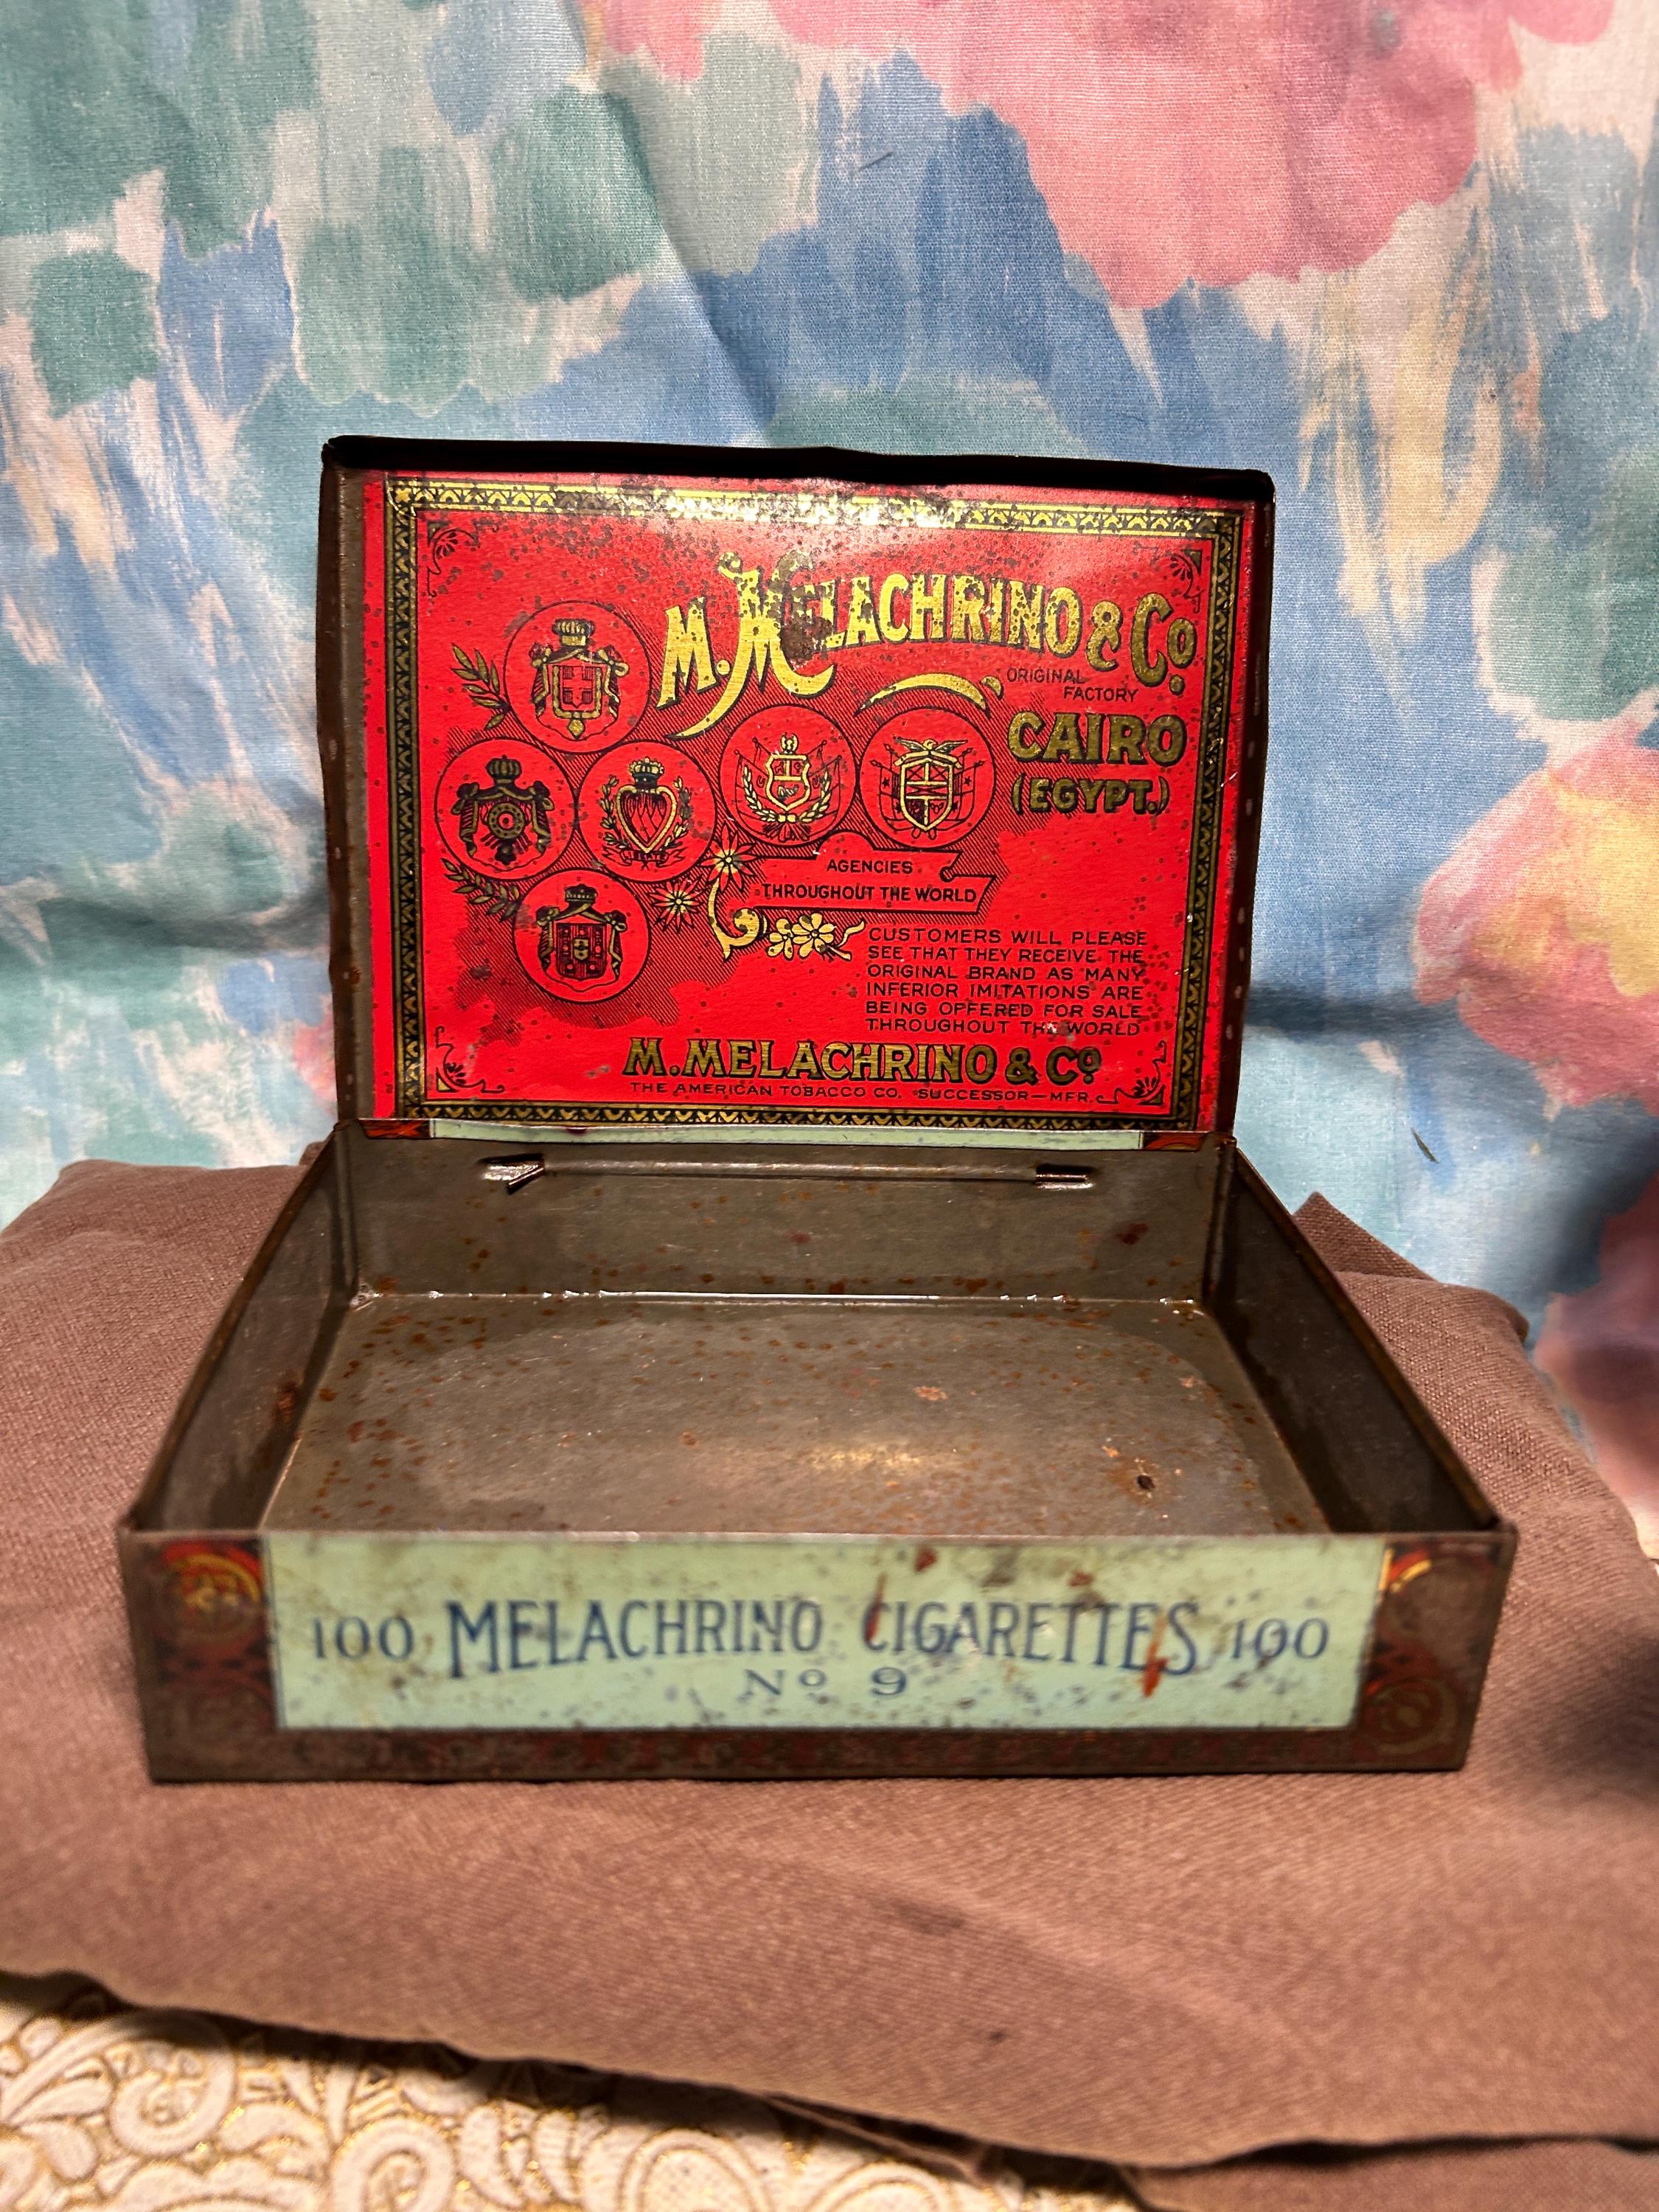 M. MELACHRINO & Co.
ORIGINAL
FACTORY
CAIRO
(EGYPT.)
AGENCIES
THROUGHOUT THE WORLD
CUSTOMERS WILL PLEASE
SEE THAT THEY RECEIVE THE
ORIGINAL BRAND AS MANY
INFERIOR IMITATIONS ARE
BEING OFFERED FOR SALE
THROUGHOUT THE WORLD
M. MELACHRINO & Co.
THE AMERICAN TOBACCO CO. SUCCESSOR—MFR.
100 MELACHRINO CIGARETTES 100
No 9